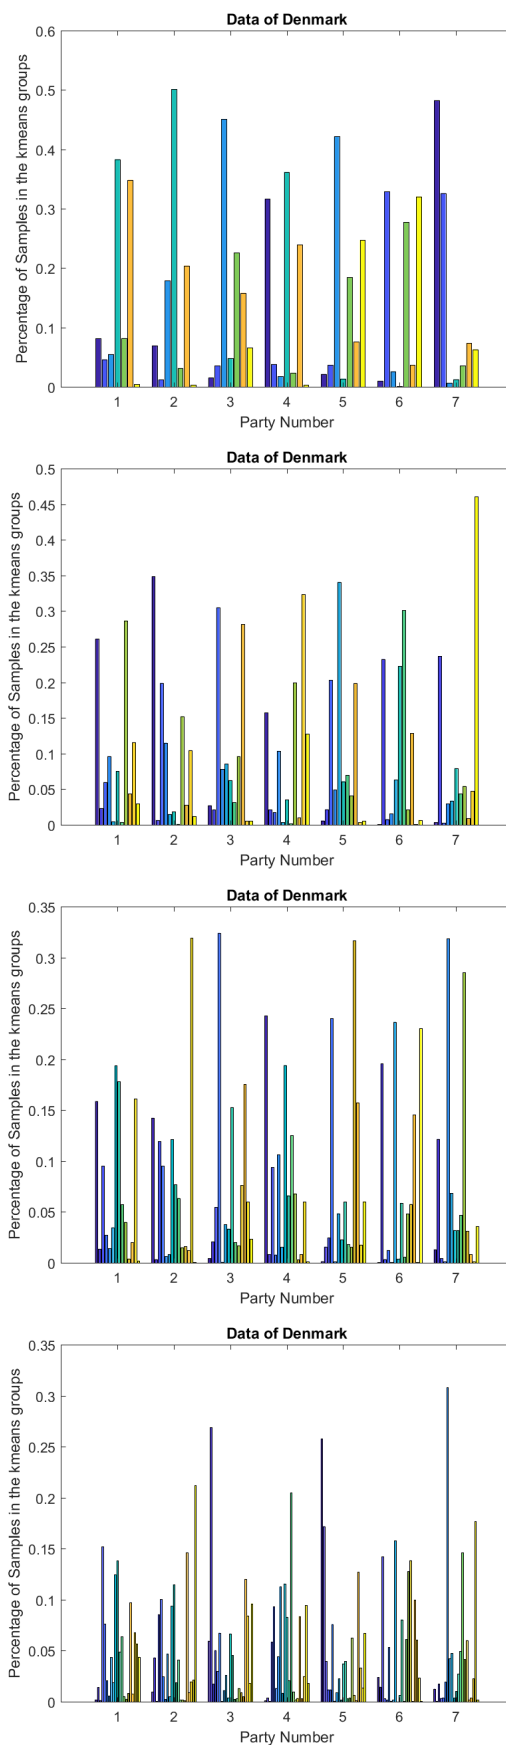 Data of Denmark
0.6
0.5
0.4
0.3
0.2
0.1
0
Percentage of Samples in the kmeans groups
1 2 3 4 5 6 7
Party Number
Data of Denmark
0.5
0.45
0.4
0.35
0.3
0.25
0.2
0.15
0.1
0.05
0
Percentage of Samples in the kmeans groups
1 2 3 4 5 6 7
Party Number
Data of Denmark
0.35
0.3
0.25
0.2
0.15
0.1
0.05
0
Percentage of Samples in the kmeans groups
1 2 3 4 5 6 7
Party Number
Data of Denmark
0.35
0.3
0.25
0.2
0.15
0.1
0.05
0
Percentage of Samples in the kmeans groups
1 2 3 4 5 6 7
Party Number